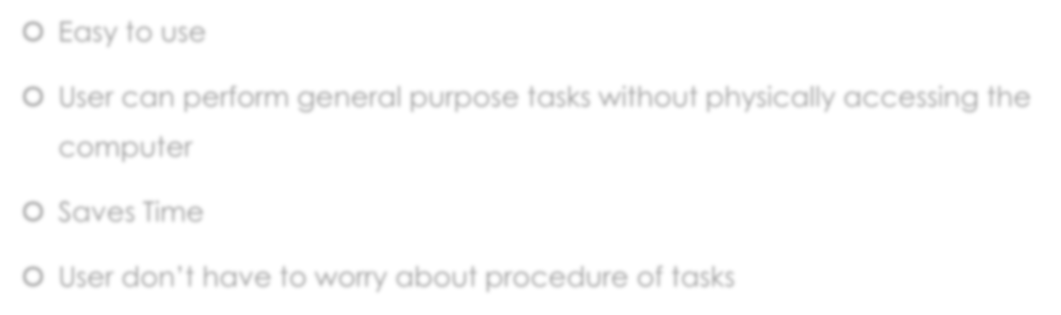 Easy to use
User can perform general purpose tasks without physically accessing the
computer
Saves Time
User don't have to worry about procedure of tasks